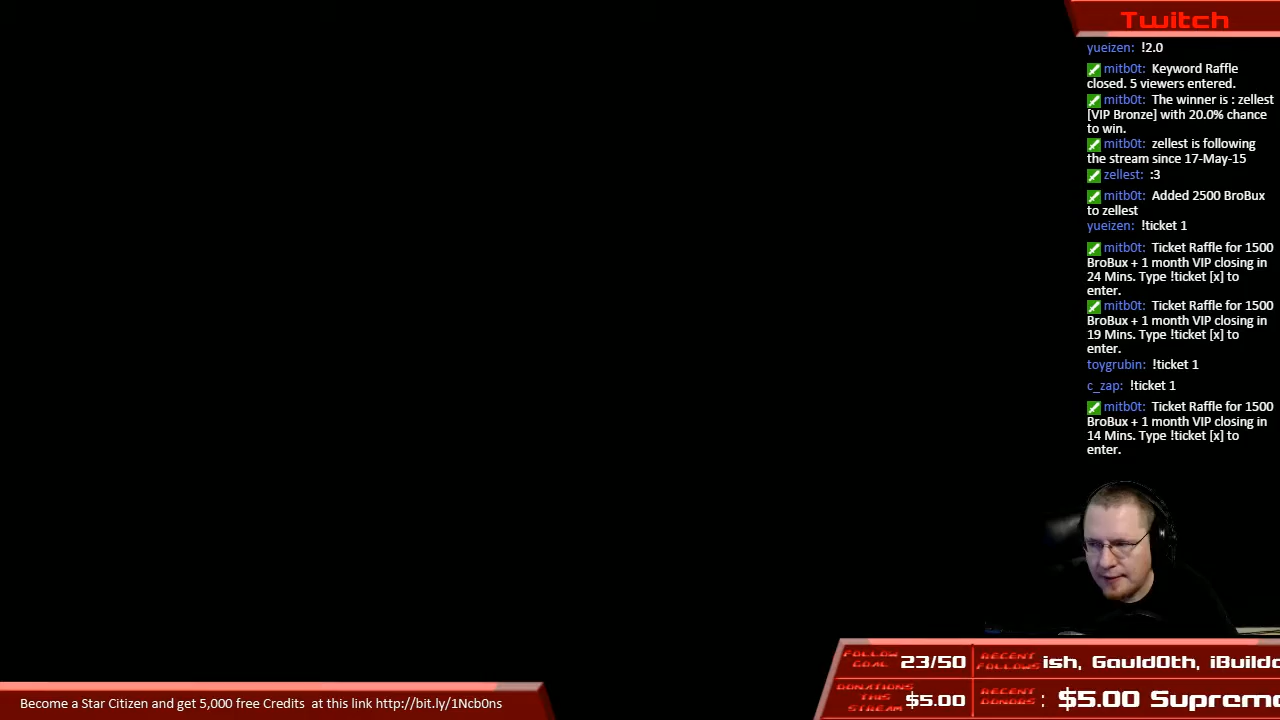 Twitch
yueizen: !2.0
mitb0t: Keyword Raffle
closed. 5 viewers entered.
mitb0t: The winner is : zellest
[VIP Bronze] with 20.0% chance
to win.
mitb0t: zellest is following
the stream since 17-May-15
zellest: :3
mitb0t: Added 2500 BroBux
to zellest
yueizen: !ticket 1
mitb0t: Ticket Raffle for 1500
BroBux + 1 month VIP closing in
24 Mins. Type !ticket [x] to
enter.
mitb0t: Ticket Raffle for 1500
BroBux + 1 month VIP closing in
19 Mins. Type !ticket [x] to
enter.
toygrubin: !ticket 1
c_zap: !ticket 1
mitb0t: Ticket Raffle for 1500
BroBux + 1 month VIP closing in
14 Mins. Type !ticket [x] to
enter.
FOLLOW
GOAL
23/50
RECENT
FOLLOWS
ish, Gauld0th,
DONATIONS
THIS
STREAM
$5.00
RECENT
DONORS
: $5.00
Become a Star Citizen and get 5,000 free Credits at this link http://bit.ly/1Ncb0ns